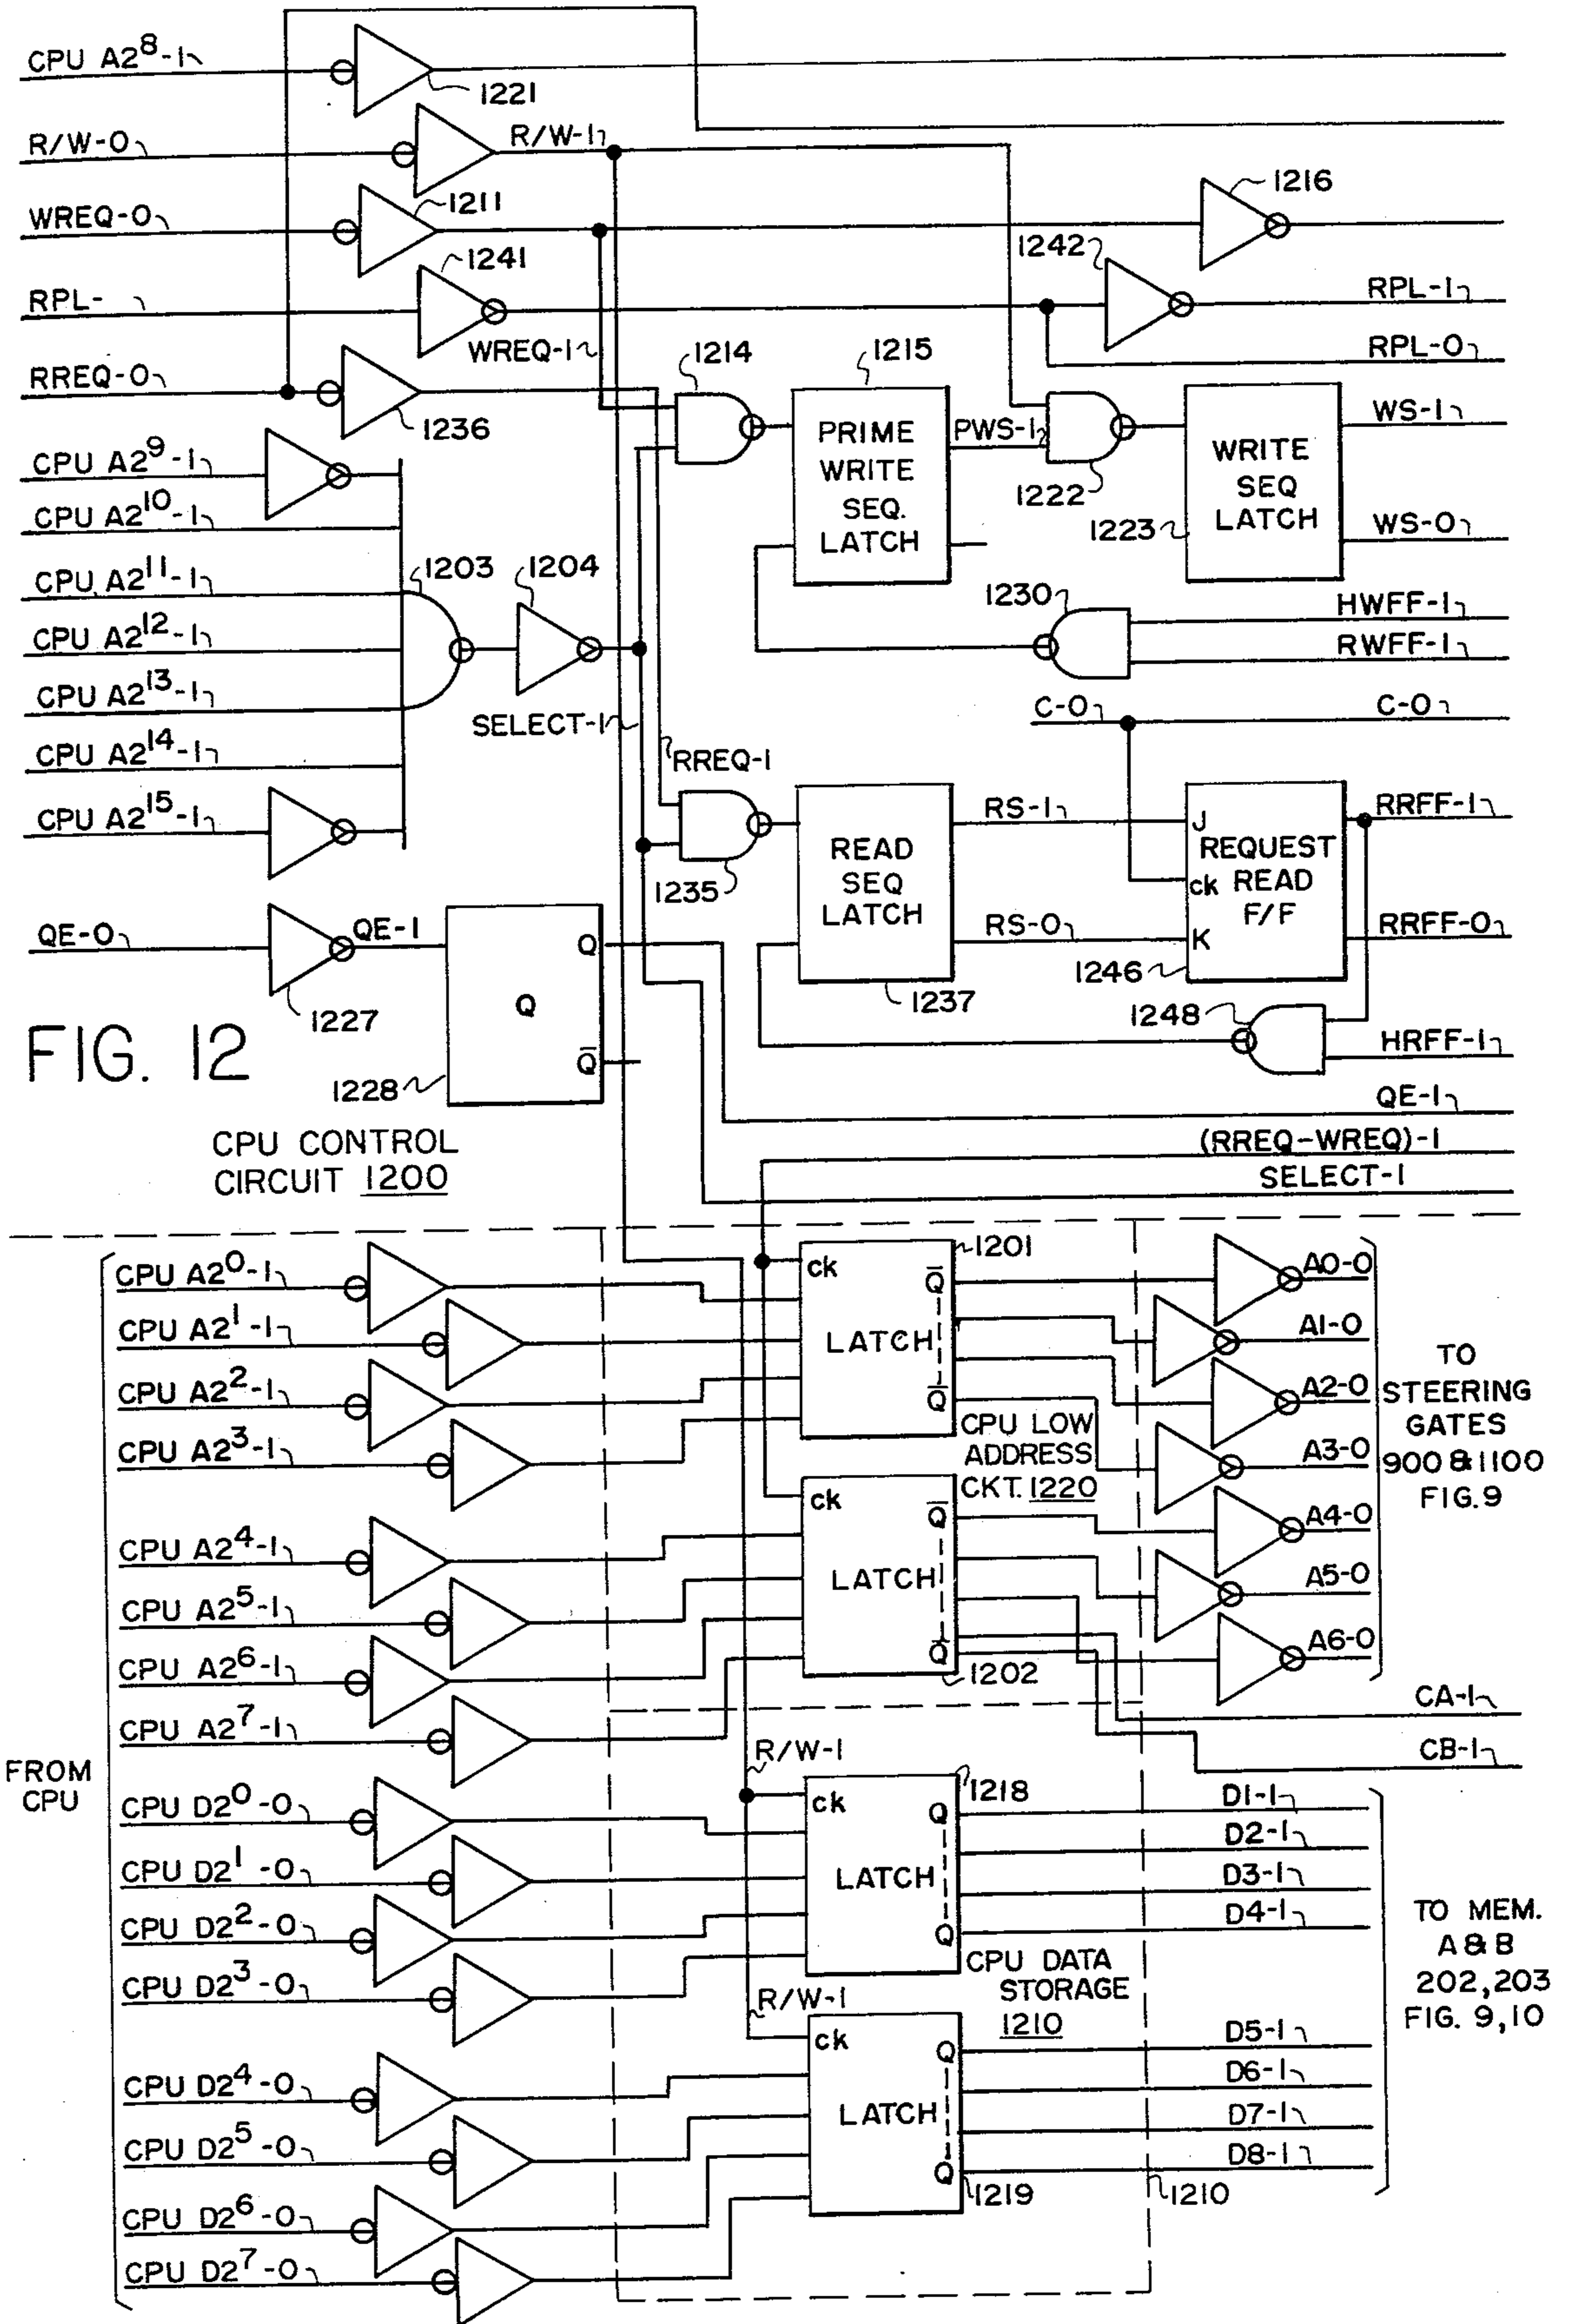 CPU A2⁸-1
1221
R/W-0
R/W-1
WREQ-0
1211
1216
1241
1242
RPL-
RPL-1
WREQ-1
1214
1215
RPL-0
RREQ-0
1236
PRIME
WRITE
SEQ.
LATCH
PWS-1
1222
WRITE
SEQ
LATCH
1223
WS-1
WS-0
CPU A2⁹-1
CPU A2¹⁰-1
CPU A2¹¹-1
1203
1204
1230
HWFF-1
CPU A2¹²-1
RWFF-1
CPU A2¹³-1
SELECT-1
C-0
C-0
CPU A2¹⁴-1
RREQ-1
CPU A2¹⁵-1
1235
READ
SEQ
LATCH
1237
RS-1
RS-0
J
REQUEST
READ
F/F
ck
K
1246
RRFF-1
RRFF-0
QE-0
QE-1
1227
Q
Q
Q̅
1228
1248
HRFF-1
FIG. 12
QE-1
CPU CONTROL
CIRCUIT 1200
(RREQ-WREQ)-1
SELECT-1
FROM
CPU
CPU A2⁰-1
CPU A2¹-1
CPU A2²-1
CPU A2³-1
ck
LATCH
Q̅
Q̅
1201
CPU LOW
ADDRESS
CKT. 1220
A0-0
A1-0
A2-0
A3-0
TO
STEERING
GATES
900 & 1100
FIG.9
CPU A2⁴-1
CPU A2⁵-1
CPU A2⁶-1
CPU A2⁷-1
ck
LATCH
Q̅
Q̅
1202
A4-0
A5-0
A6-0
CA-1
CB-1
R/W-1
CPU D2⁰-0
CPU D2¹-0
CPU D2²-0
CPU D2³-0
ck
LATCH
Q
Q
1218
CPU DATA
STORAGE
1210
D1-1
D2-1
D3-1
D4-1
TO MEM.
A & B
202,203
FIG. 9,10
R/W-1
CPU D2⁴-0
CPU D2⁵-0
CPU D2⁶-0
CPU D2⁷-0
ck
LATCH
Q
Q
1219
D5-1
D6-1
D7-1
D8-1
1210